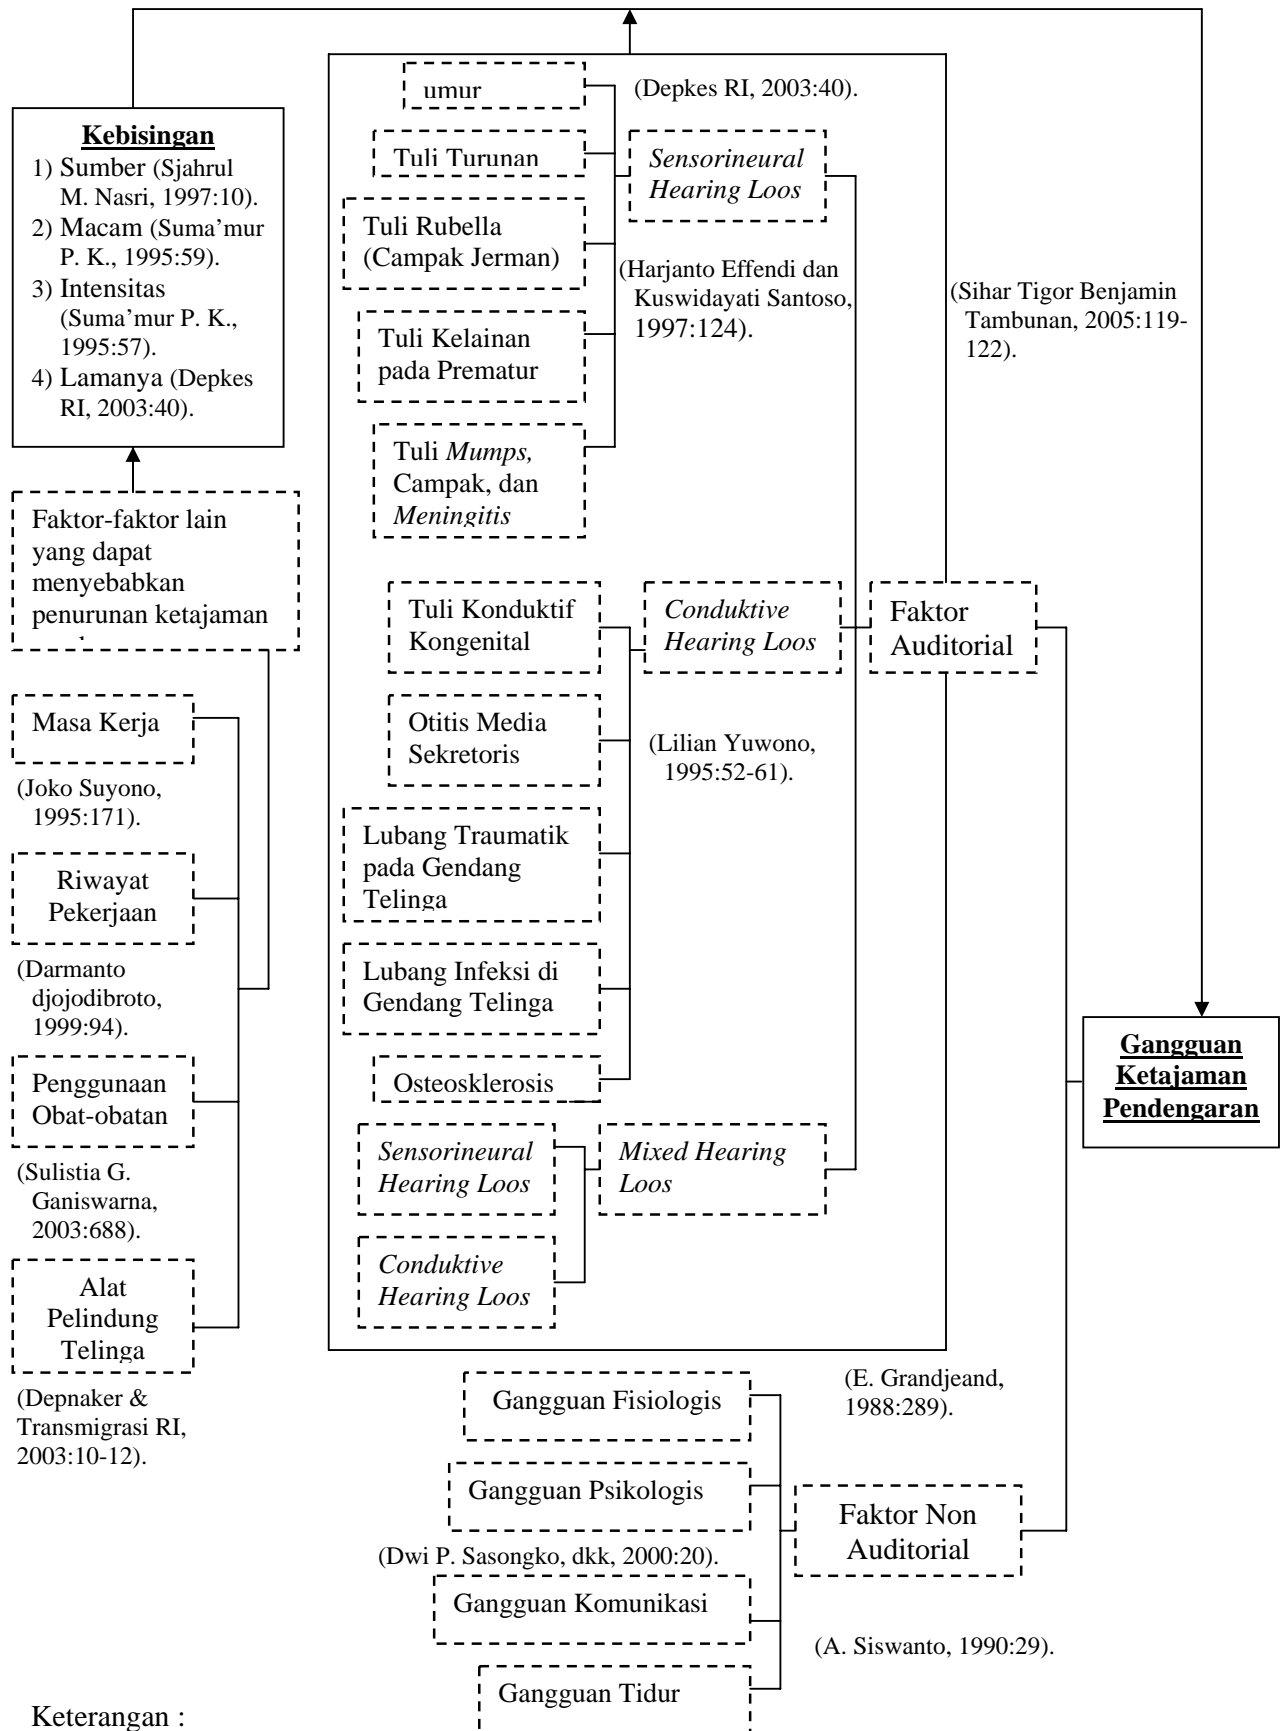 Kebisingan
1) Sumber (Sjahrul
M. Nasri, 1997:10).
2) Macam (Suma’mur
P. K., 1995:59).
3) Intensitas
(Suma’mur P. K.,
1995:57).
4) Lamanya (Depkes
RI, 2003:40).
Faktor-faktor lain
yang dapat
menyebabkan
penurunan ketajaman
Masa Kerja
(Joko Suyono,
1995:171).
Riwayat
Pekerjaan
(Darmanto
djojodibroto,
1999:94).
Penggunaan
Obat-obatan
(Sulistia G.
Ganiswarna,
2003:688).
Alat
Pelindung
Telinga
(Depnaker &
Transmigrasi RI,
2003:10-12).
umur
(Depkes RI, 2003:40).
Tuli Turunan
Tuli Rubella
(Campak Jerman)
Tuli Kelainan
pada Prematur
Tuli Mumps,
Campak, dan
Meningitis
Sensorineural
Hearing Loos
(Harjanto Effendi dan
Kuswidayati Santoso,
1997:124).
(Sihar Tigor Benjamin
Tambunan, 2005:119-
122).
Tuli Konduktif
Kongenital
Otitis Media
Sekretoris
Lubang Traumatik
pada Gendang
Telinga
Lubang Infeksi di
Gendang Telinga
Osteosklerosis
Conduktive
Hearing Loos
(Lilian Yuwono,
1995:52-61).
Faktor
Auditorial
Sensorineural
Hearing Loos
Conduktive
Hearing Loos
Mixed Hearing
Loos
Gangguan
Ketajaman
Pendengaran
Gangguan Fisiologis
(E. Grandjeand,
1988:289).
Gangguan Psikologis
(Dwi P. Sasongko, dkk, 2000:20).
Gangguan Komunikasi
Gangguan Tidur
Faktor Non
Auditorial
(A. Siswanto, 1990:29).
Keterangan :